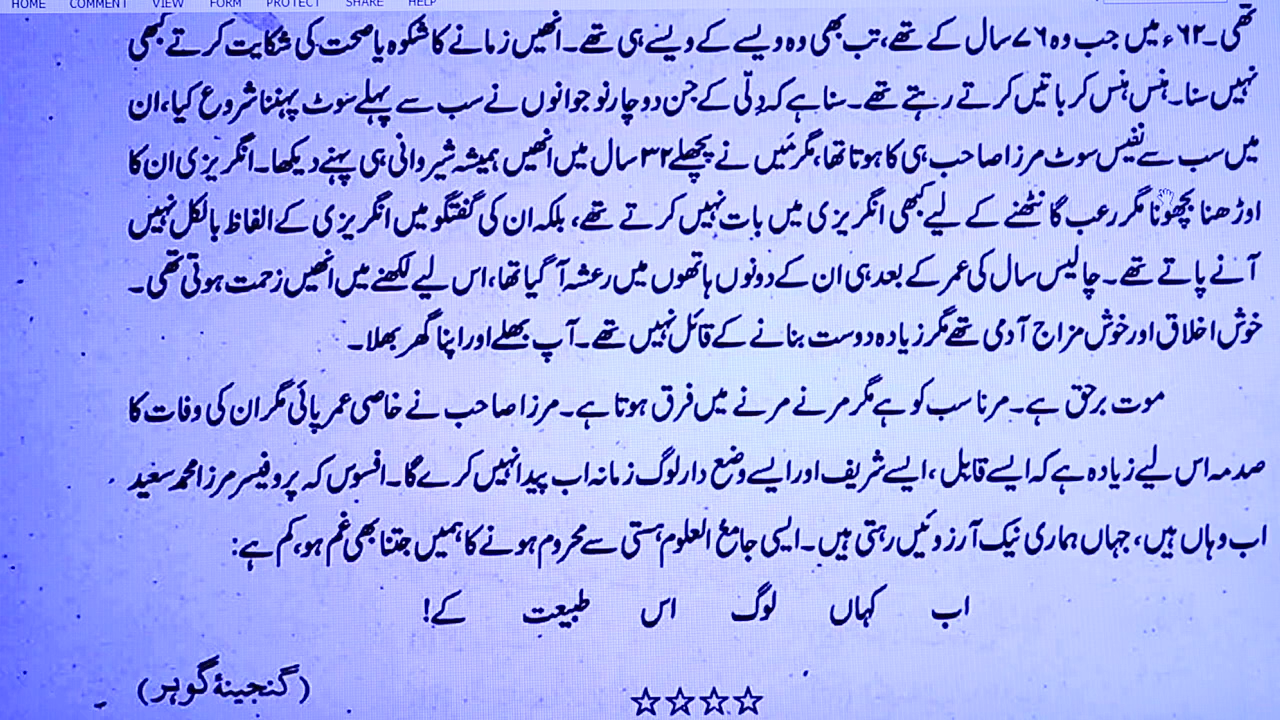 HOME COMMENT VIEW FORM PROTECT SHARE HELP
تھی۔ ۶۲ء میں جب وہ ۷۶ سال کے تھے، تب بھی وہ ویسے کے ویسے ہی تھے۔ انھیں زمانے کا شکوہ یا صحت کی شکایت کرتے کبھی
نہیں سنا۔ ہنس ہنس کر باتیں کرتے رہتے تھے۔ سنا ہے کہ دِلّی کے جن دو چار نوجوانوں نے سب سے پہلے سوٹ پہننا شروع کیا، ان
میں سب سے نفیس سوٹ مرزا صاحب ہی کا ہوتا تھا، مگر مَیں نے پچھلے ۳۲ سال میں انھیں ہمیشہ شیروانی ہی پہنے دیکھا۔ انگریزی ان کا
اوڑھنا بچھونا مگر رعب گانٹھنے کے لیے کبھی انگریزی میں بات نہیں کرتے تھے، بلکہ ان کی گفتگو میں انگریزی کے الفاظ بالکل نہیں
آنے پاتے تھے۔ چالیس سال کی عمر کے بعد ہی ان کے دونوں ہاتھوں میں رعشہ آ گیا تھا، اس لیے لکھنے میں انھیں زحمت ہوتی تھی۔
خوش اخلاق اور خوش مزاج آدمی تھے مگر زیادہ دوست بنانے کے قائل نہیں تھے۔ آپ بھلے اور اپنا گھر بھلا۔
موت برحق ہے۔ مرنا سب کو ہے مگر مرنے مرنے میں فرق ہوتا ہے۔ مرزا صاحب نے خاصی عمر پائی مگر ان کی وفات کا
صدمہ اس لیے زیادہ ہے کہ ایسے قابل، ایسے شریف اور ایسے وضع دار لوگ زمانہ اب پیدا نہیں کرے گا۔ افسوس کہ پروفیسر مرزا محمد سعید
اب وہاں ہیں، جہاں ہماری نیک آرزوئیں رہتی ہیں۔ ایسی جامع العلوم ہستی سے محروم ہونے کا ہمیں جتنا بھی غم ہو، کم ہے:
اب کہاں لوگ اس طبیعت کے!
(گنجینۂ گوہر)
☆☆☆☆